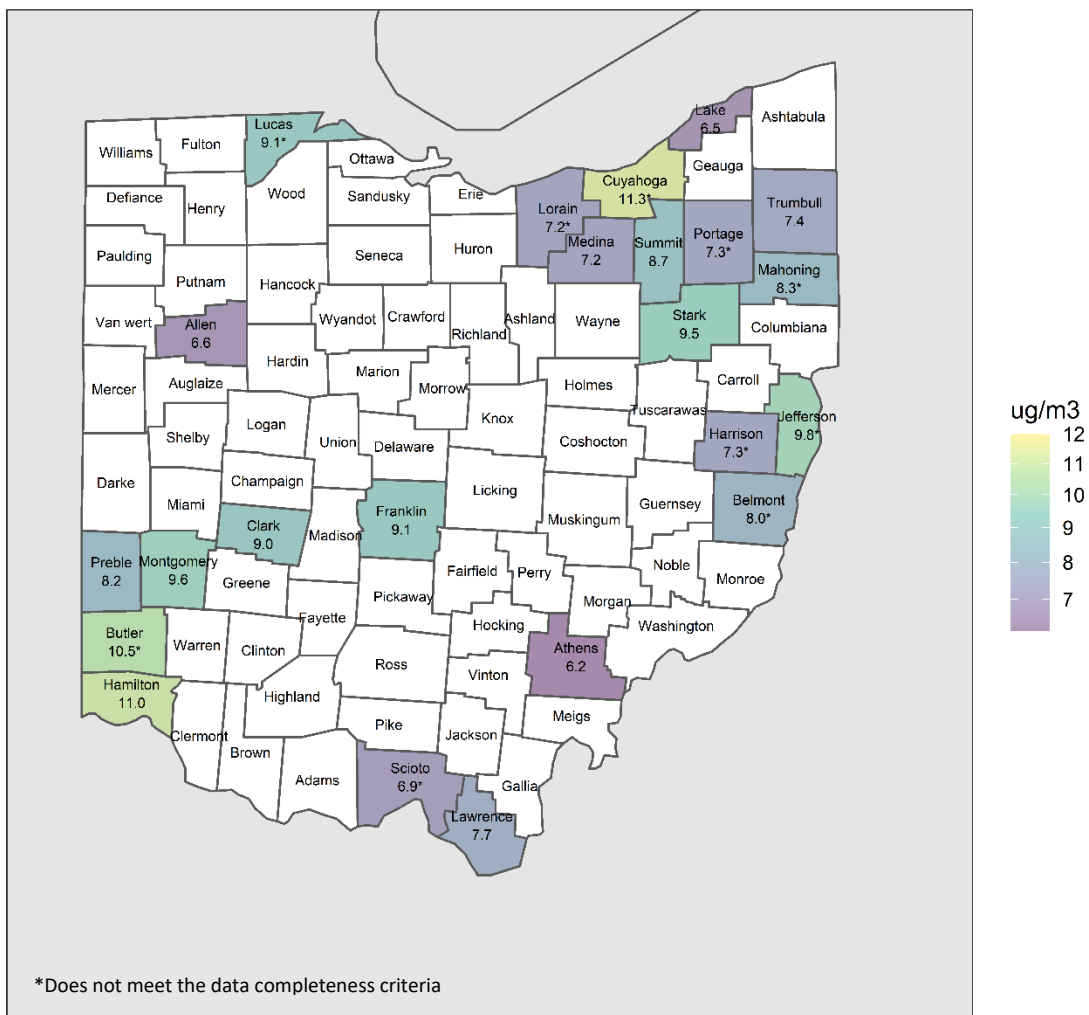 Lake
6.5
Ashtabula
Lucas
9.1*
Williams
Fulton
Ottawa
Geauga
Cuyahoga
11.3*
Defiance
Henry
Wood
Sandusky
Erie
Lorain
7.2*
Trumbull
7.4
Medina
7.2
Summit
8.7
Portage
7.3*
Paulding
Seneca
Huron
Mahoning
8.3*
Putnam
Hancock
Van wert
Allen
6.6
Wyandot
Crawford
Richland
Ashland
Wayne
Stark
9.5
Columbiana
Hardin
Marion
Mercer
Auglaize
Morrow
Holmes
Carroll
Tuscarawas
Jefferson
9.8*
ug/m3
Logan
Knox
Shelby
Union
Delaware
Coshocton
Harrison
7.3*
12
11
10
9
8
7
Darke
Champaign
Licking
Miami
Guernsey
Belmont
8.0*
Clark
9.0
Madison
Franklin
9.1
Muskingum
Preble
8.2
Montgomery
9.6
Greene
Fairfield
Perry
Noble
Monroe
Pickaway
Morgan
Fayette
Hocking
Washington
Butler
10.5*
Warren
Clinton
Ross
Athens
6.2
Vinton
Hamilton
11.0
Highland
Meigs
Clermont
Pike
Jackson
Brown
Adams
Scioto
6.9*
Gallia
Lawrence
7.7
*Does not meet the data completeness criteria